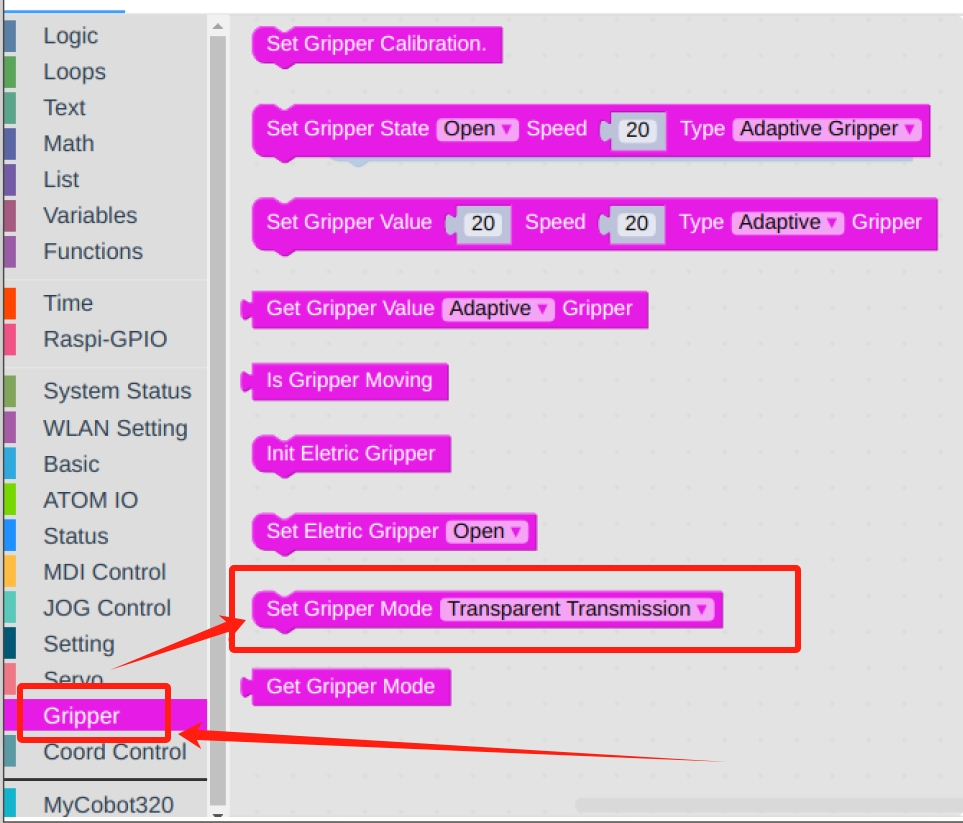 Logic
Loops
Text
Math
List
Variables
Functions
Time
Raspi-GPIO
System Status
WLAN Setting
Basic
ATOM IO
Status
MDI Control
JOG Control
Setting
Servo
Gripper
Coord Control
MyCobot320
Set Gripper Calibration.
Set Gripper State Open Speed 20 Type Adaptive Gripper
Set Gripper Value 20 Speed 20 Type Adaptive Gripper
Get Gripper Value Adaptive Gripper
Is Gripper Moving
Init Eletric Gripper
Set Eletric Gripper Open
Set Gripper Mode Transparent Transmission
Get Gripper Mode